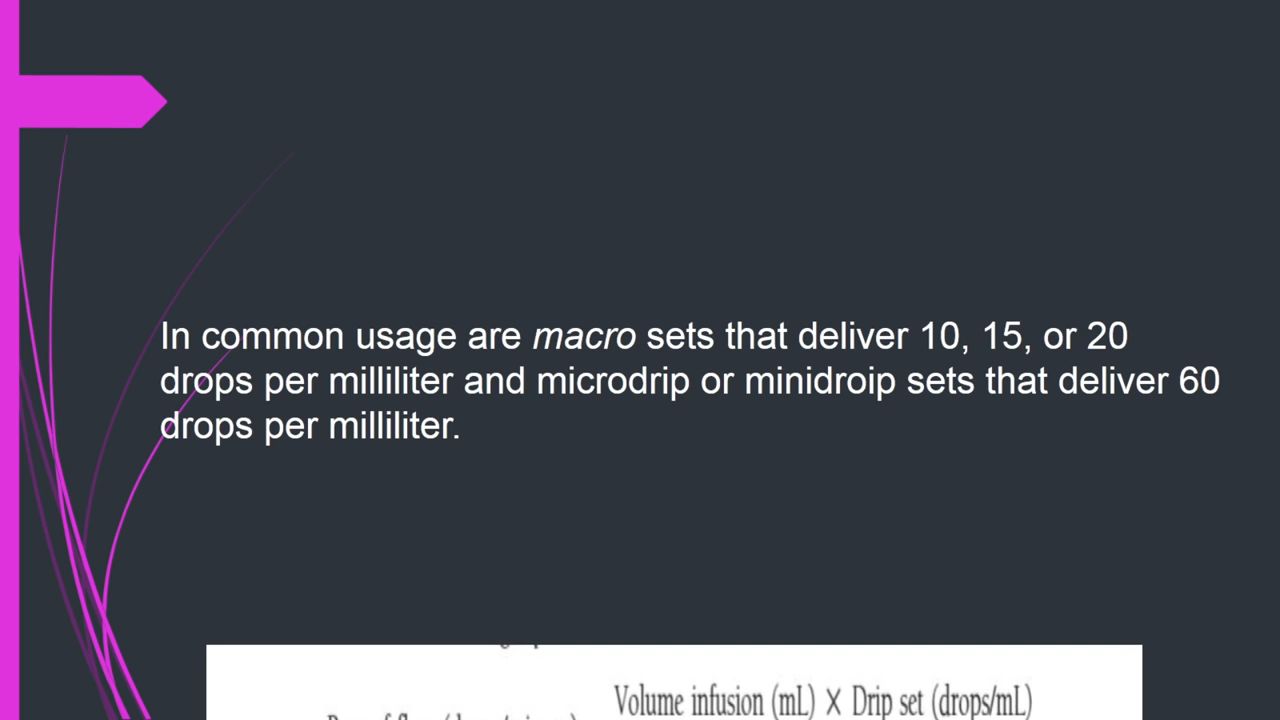 In common usage are macro sets that deliver 10, 15, or 20
drops per milliliter and microdrip or minidroip sets that deliver 60
drops per milliliter.
Volume infusion (mL) × Drip set (drops/mL)